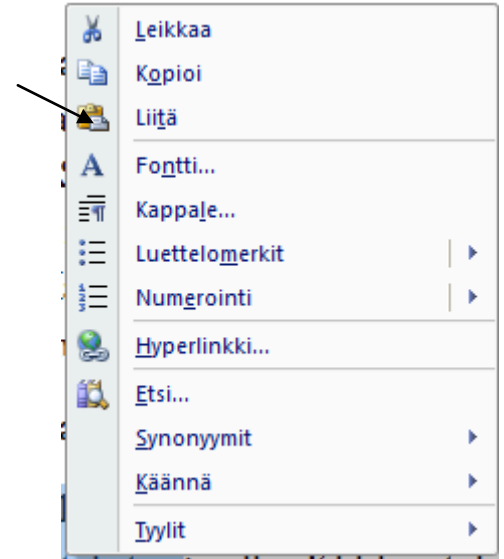 Leikkaa
Kopioi
Liitä
Fontti...
Kappale...
Luettelomerkit
Numerointi
Hyperlinkki...
Etsi...
Synonyymit
Käännä
Tyylit